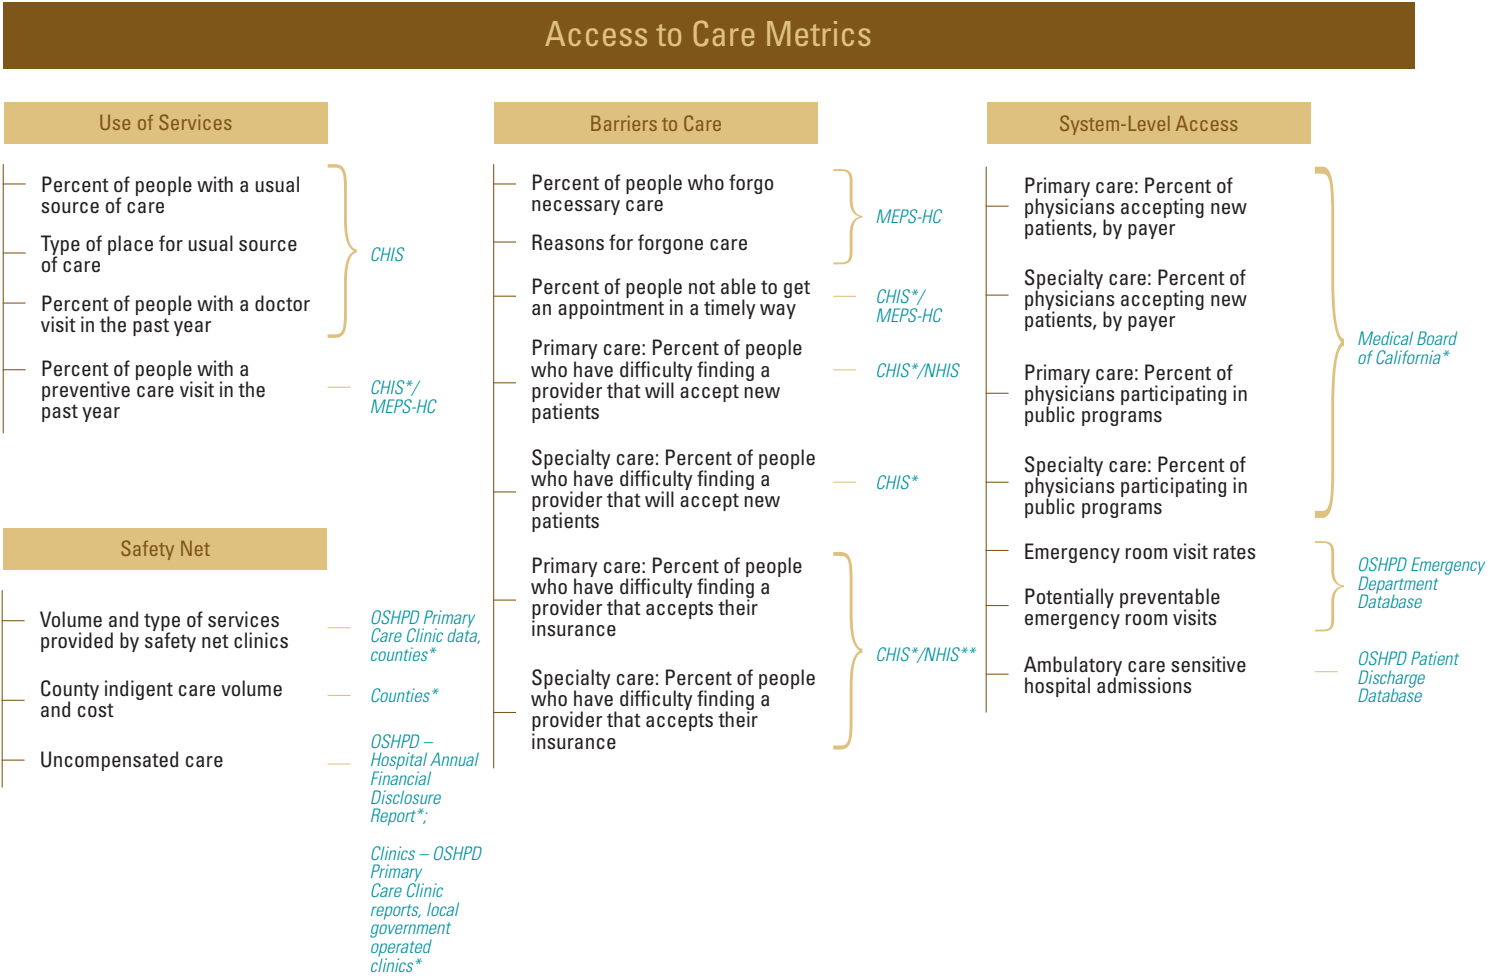 Access to Care Metrics
Use of Services
Percent of people with a usual
source of care
Type of place for usual source
of care
Percent of people with a doctor
visit in the past year
CHIS
Percent of people with a
preventive care visit in the
past year
CHIS*/
MEPS-HC
Safety Net
Volume and type of services
provided by safety net clinics
OSHPD Primary
Care Clinic data,
counties*
County indigent care volume
and cost
Counties*
Uncompensated care
OSHPD –
Hospital Annual
Financial
Disclosure
Report*;
Clinics – OSHPD
Primary
Care Clinic
reports, local
government
operated
clinics*
Barriers to Care
Percent of people who forgo
necessary care
Reasons for forgone care
MEPS-HC
Percent of people not able to get
an appointment in a timely way
CHIS*/
MEPS-HC
Primary care: Percent of people
who have difficulty finding a
provider that will accept new
patients
CHIS*/NHIS
Specialty care: Percent of people
who have difficulty finding a
provider that will accept new
patients
CHIS*
Primary care: Percent of people
who have difficulty finding a
provider that accepts their
insurance
Specialty care: Percent of people
who have difficulty finding a
provider that accepts their
insurance
CHIS*/NHIS**
System-Level Access
Primary care: Percent of
physicians accepting new
patients, by payer
Specialty care: Percent of
physicians accepting new
patients, by payer
Primary care: Percent of
physicians participating in
public programs
Specialty care: Percent of
physicians participating in
public programs
Medical Board
of California*
Emergency room visit rates
Potentially preventable
emergency room visits
OSHPD Emergency
Department
Database
Ambulatory care sensitive
hospital admissions
OSHPD Patient
Discharge
Database